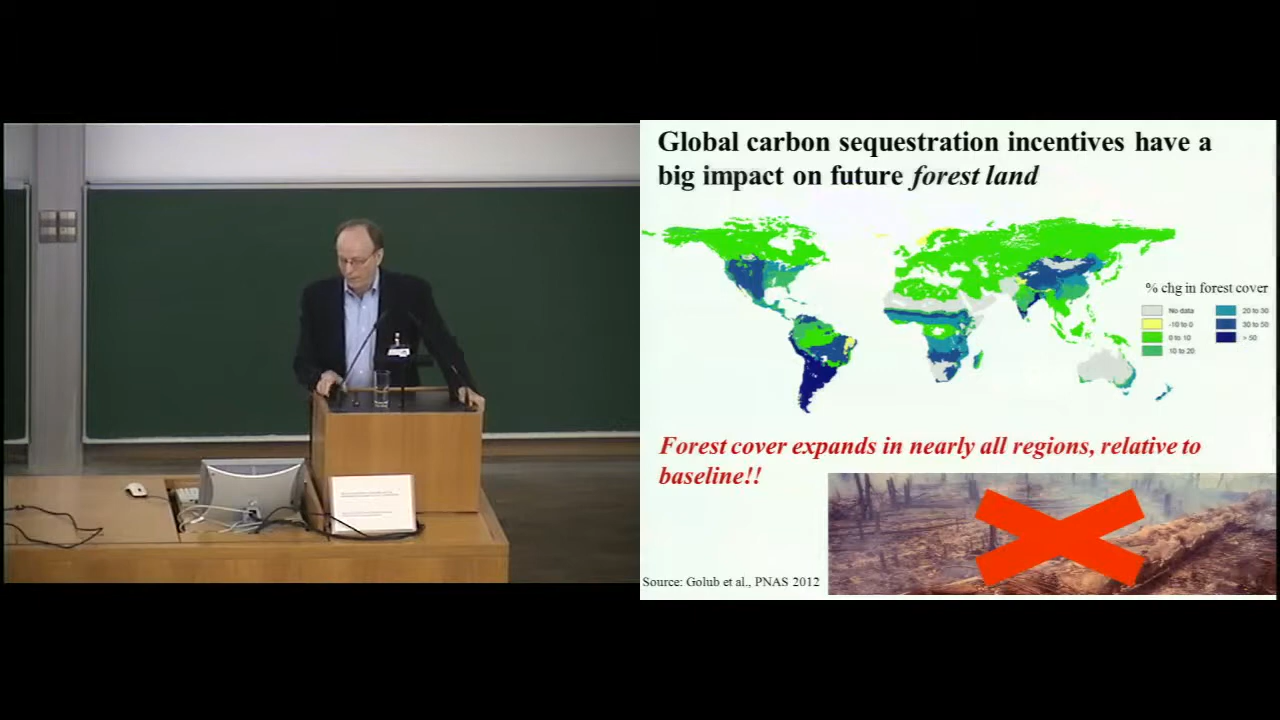 Global carbon sequestration incentives have a
big impact on future forest land
% chg in forest cover
No data
-10 to 0
0 to 10
10 to 20
20 to 30
30 to 50
> 50
Forest cover expands in nearly all regions, relative to
baseline!!
Source: Golub et al., PNAS 2012